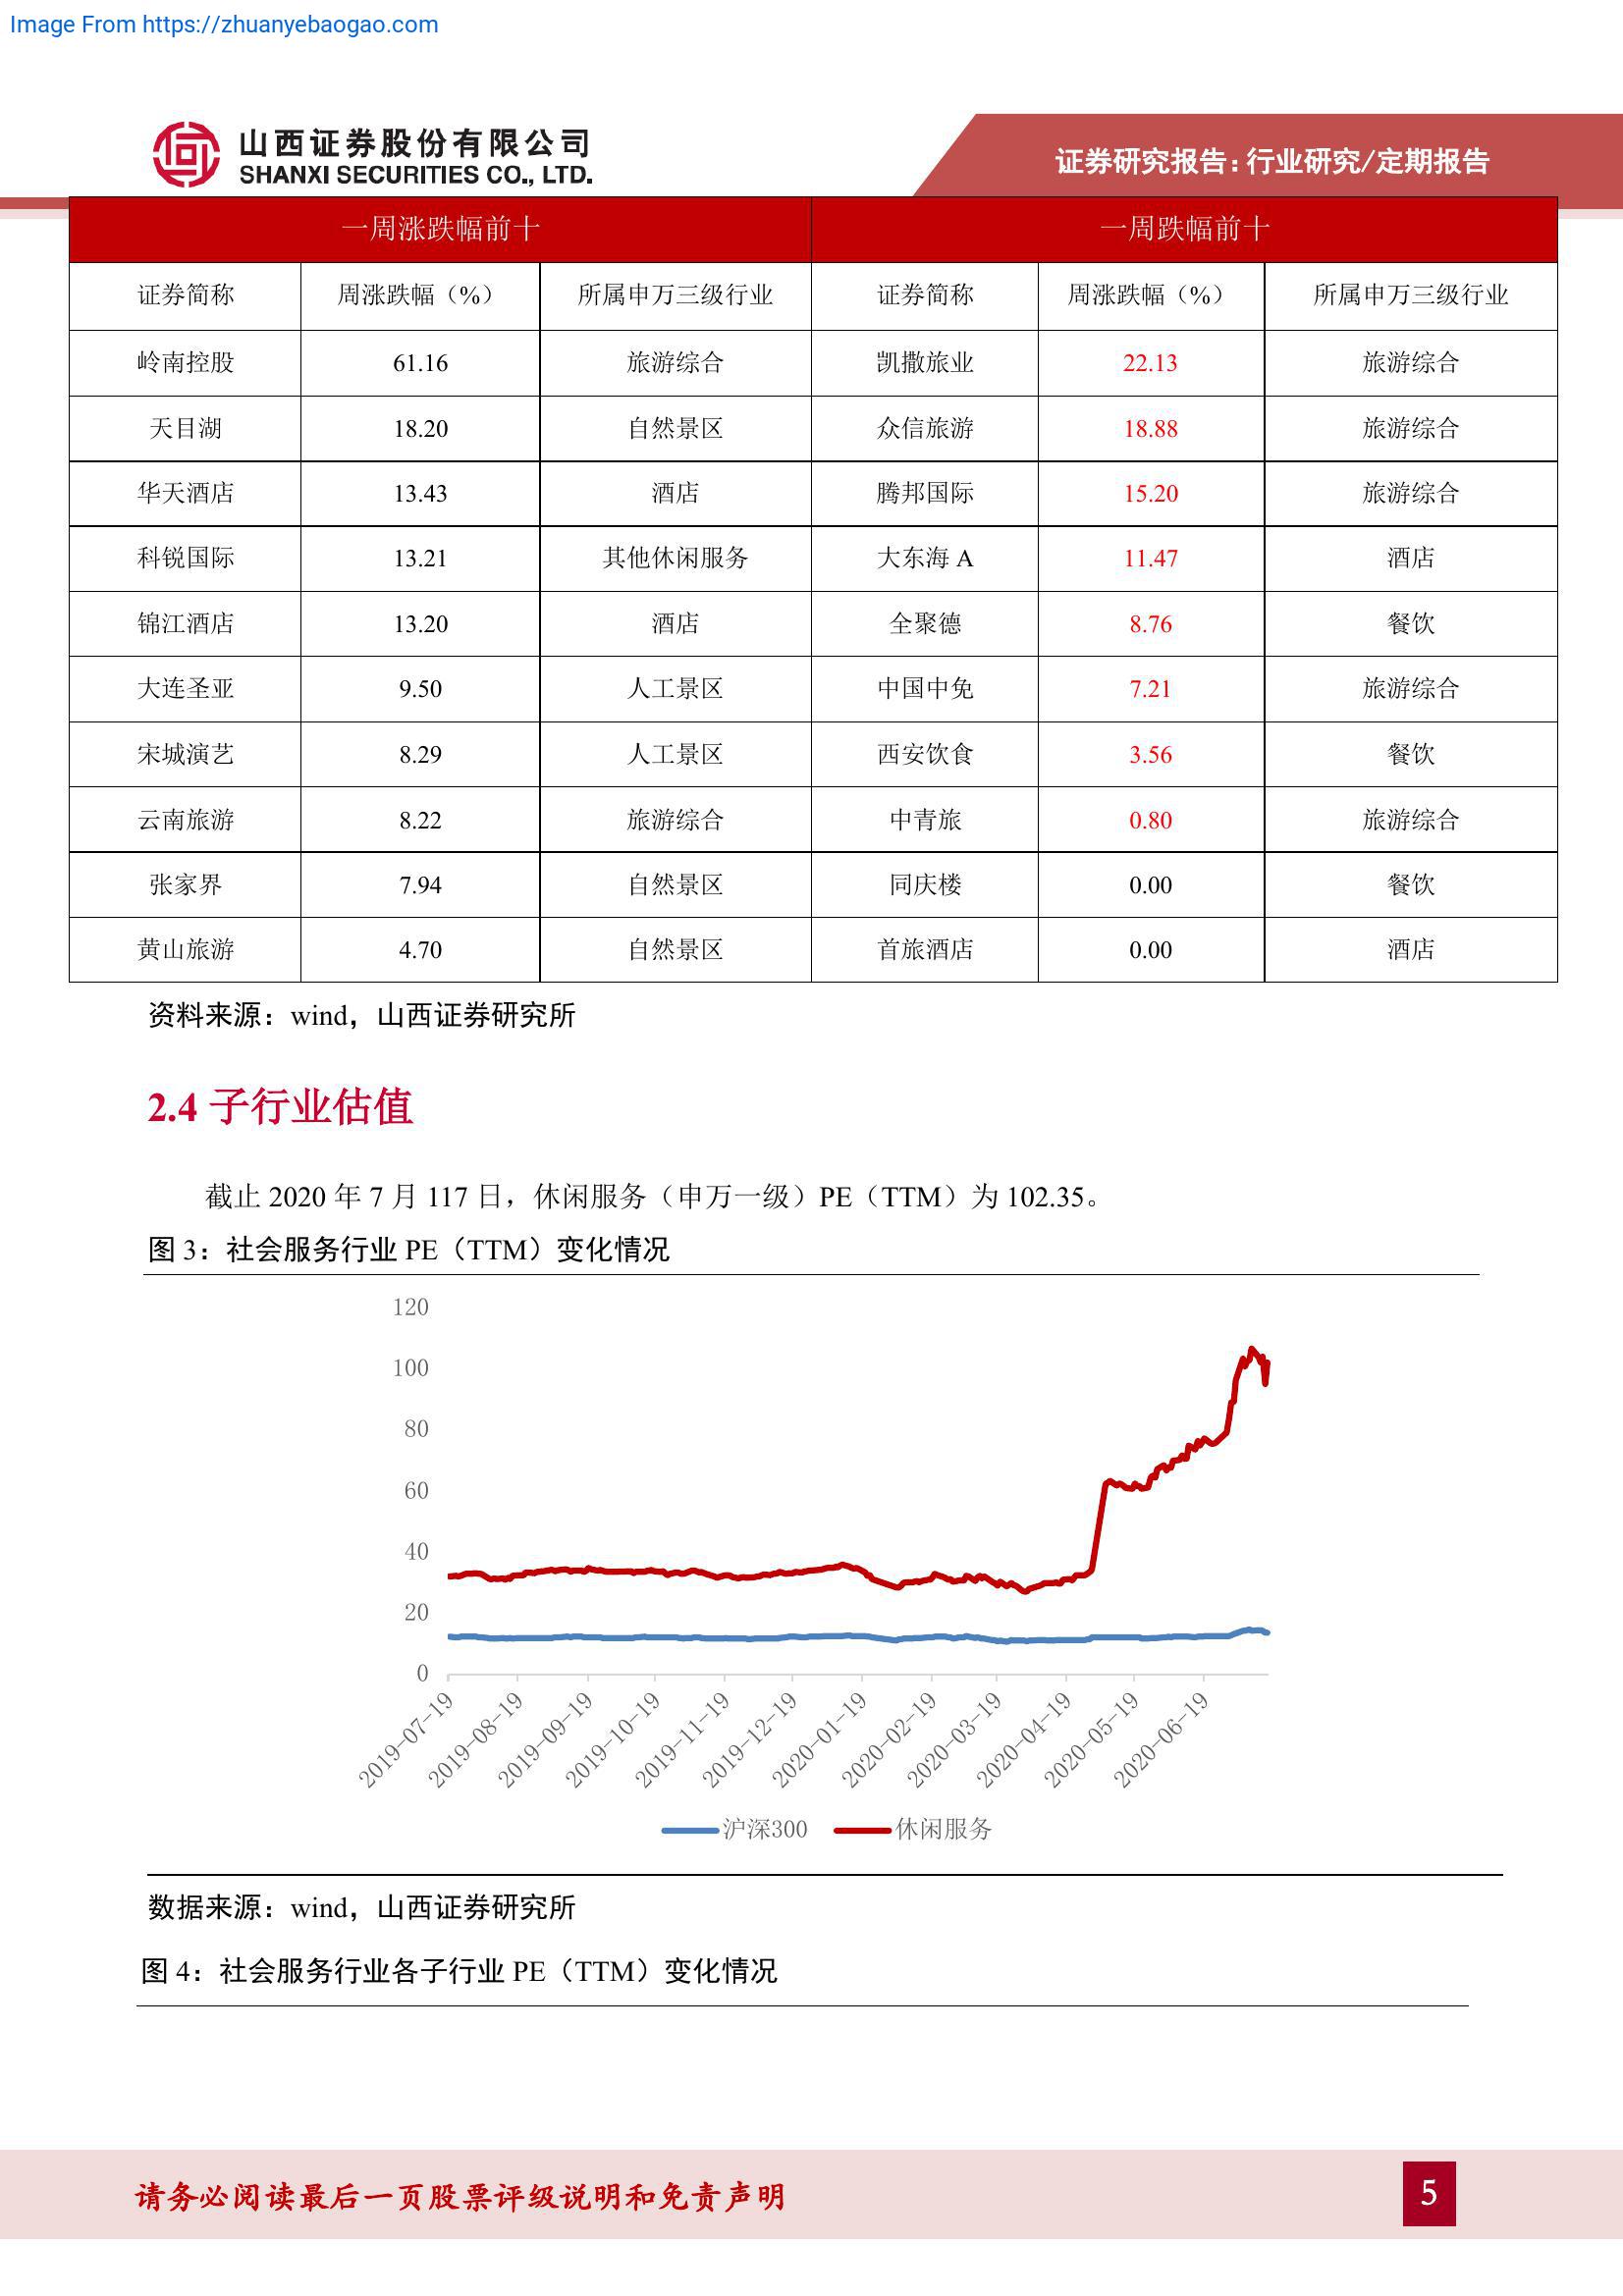 Image From https://zhuanyebaogao.com
山西证券股份有限公司
SHANXI SECURITIES CO., LTD.
证券研究报告：行业研究/定期报告
一周涨跌幅前十 一周跌幅前十
证券简称 周涨跌幅（%） 所属申万三级行业 证券简称 周涨跌幅（%） 所属申万三级行业
岭南控股 61.16 旅游综合 凯撒旅业 22.13 旅游综合
天目湖 18.20 自然景区 众信旅游 18.88 旅游综合
华天酒店 13.43 酒店 腾邦国际 15.20 旅游综合
科锐国际 13.21 其他休闲服务 大东海 A 11.47 酒店
锦江酒店 13.20 酒店 全聚德 8.76 餐饮
大连圣亚 9.50 人工景区 中国中免 7.21 旅游综合
宋城演艺 8.29 人工景区 西安饮食 3.56 餐饮
云南旅游 8.22 旅游综合 中青旅 0.80 旅游综合
张家界 7.94 自然景区 同庆楼 0.00 餐饮
黄山旅游 4.70 自然景区 首旅酒店 0.00 酒店
资料来源：wind，山西证券研究所
2.4 子行业估值
截止 2020 年 7 月 117 日，休闲服务（申万一级）PE（TTM）为 102.35。
图 3：社会服务行业 PE（TTM）变化情况
120
100
80
60
40
20
0
2019-07-19 2019-08-19 2019-09-19 2019-10-19 2019-11-19 2019-12-19 2020-01-19 2020-02-19 2020-03-19 2020-04-19 2020-05-19 2020-06-19
沪深300 休闲服务
数据来源：wind，山西证券研究所
图 4：社会服务行业各子行业 PE（TTM）变化情况
请务必阅读最后一页股票评级说明和免责声明
5